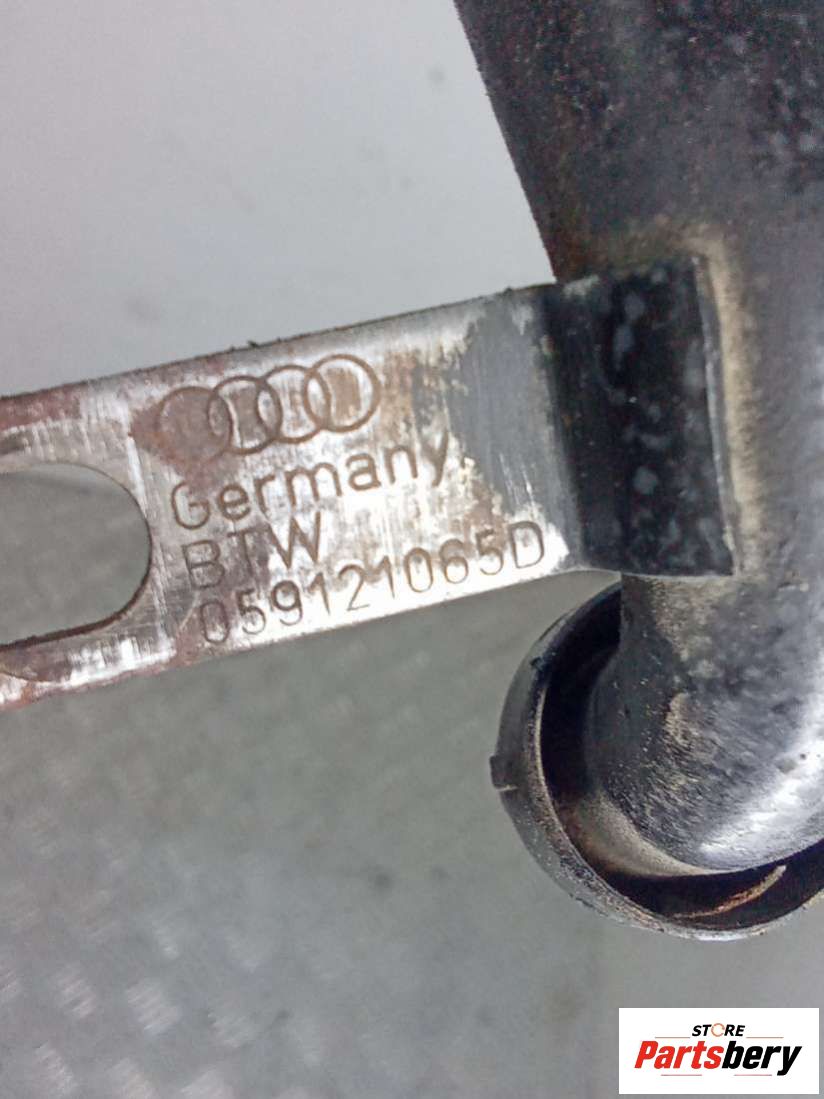 Germany
BTW
059121065D
STORE
Partsbery